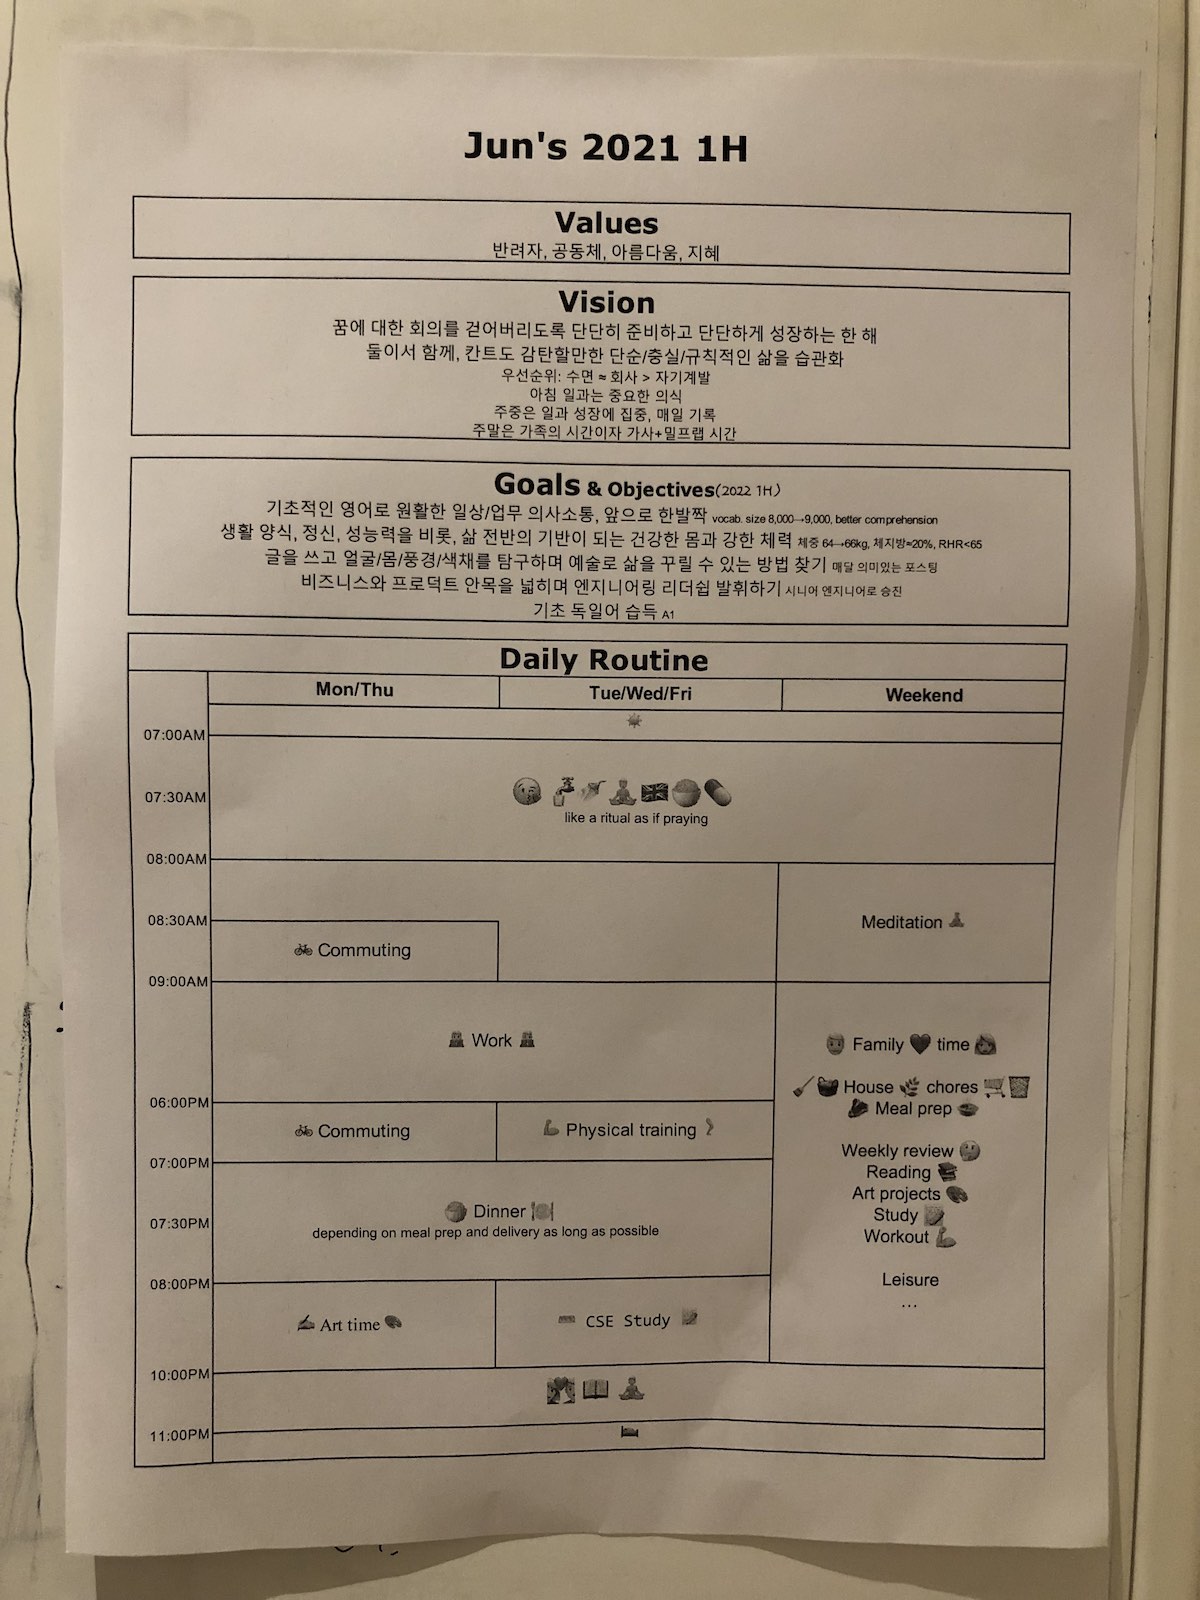 Jun's 2021 1H
Values
반려자, 공동체, 아름다움, 지혜
Vision
꿈에 대한 회의를 걷어버리도록 단단히 준비하고 단단하게 성장하는 한 해
둘이서 함께, 칸트도 감탄할만한 단순/충실/규칙적인 삶을 습관화
우선순위: 수면 ≈ 회사 > 자기계발
아침 일과는 중요한 의식
주중은 일과 성장에 집중, 매일 기록
주말은 가족의 시간이자 가사+밀프랩 시간
Goals & Objectives(2022 1H)
기초적인 영어로 원활한 일상/업무 의사소통, 앞으로 한발짝 vocab. size 8,000→9,000, better comprehension
생활 양식, 정신, 성능력을 비롯, 삶 전반의 기반이 되는 건강한 몸과 강한 체력 체중 64→66kg, 체지방≈20%, RHR<65
글을 쓰고 얼굴/몸/풍경/색채를 탐구하며 예술로 삶을 꾸릴 수 있는 방법 찾기 매달 의미있는 포스팅
비즈니스와 프로덕트 안목을 넓히며 엔지니어링 리더쉽 발휘하기 시니어 엔지니어로 승진
기초 독일어 습득 A1
Daily Routine
Mon/Thu Tue/Wed/Fri Weekend
07:00AM
07:30AM
like a ritual as if praying
08:00AM
08:30AM
Meditation
Commuting
09:00AM
Work
Family time
House chores
06:00PM
Meal prep
Commuting Physical training
Weekly review
07:00PM
Reading
Art projects
Dinner
Study
07:30PM
depending on meal prep and delivery as long as possible
Workout
08:00PM
Leisure
...
Art time CSE Study
10:00PM
11:00PM